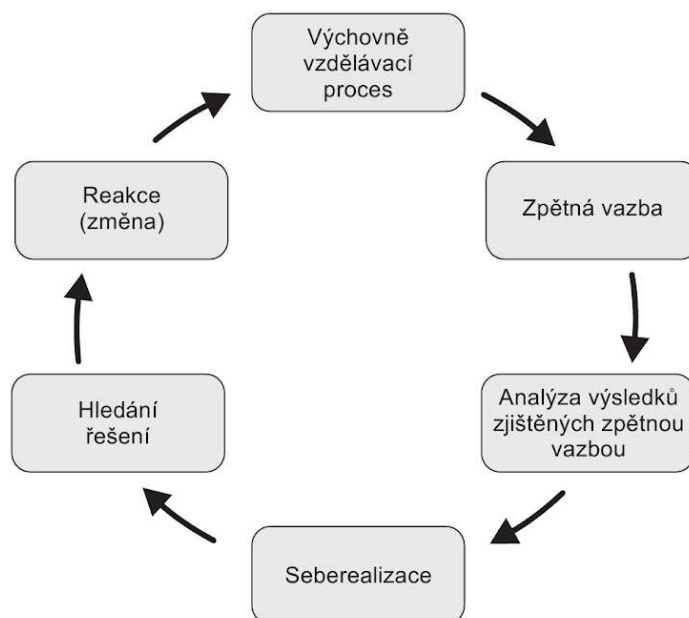 Výchovně
vzdělávací
proces
Zpětná vazba
Analýza výsledků
zjištěných zpětnou
vazbou
Seberealizace
Hledání
řešení
Reakce
(změna)